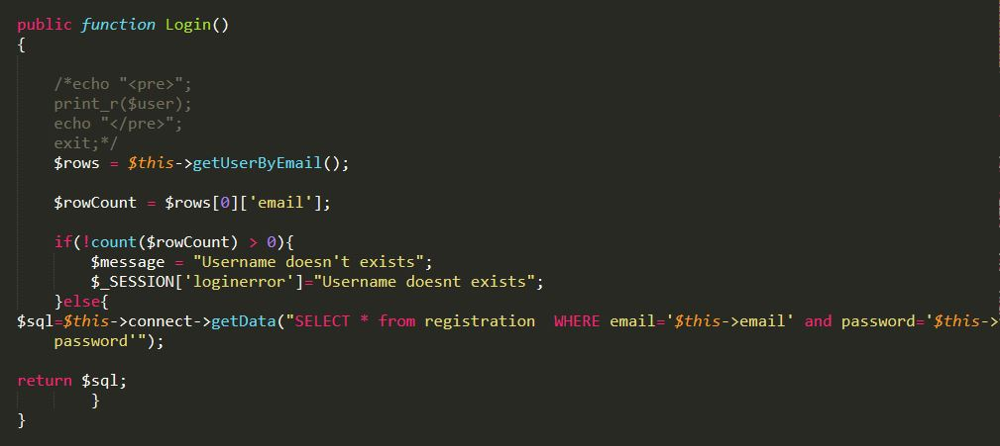 public function Login()
{
/*echo "<pre>";
print_r($user);
echo "</pre>";
exit;*/
$rows = $this->getUserByEmail();
$rowCount = $rows[0]['email'];
if(!count($rowCount) > 0){
$message = "Username doesn't exists";
$_SESSION['loginerror']="Username doesnt exists";
}else{
$sql=$this->connect->getData("SELECT * from registration  WHERE email='$this->email' and password='$this->
password'");
return $sql;
}
}